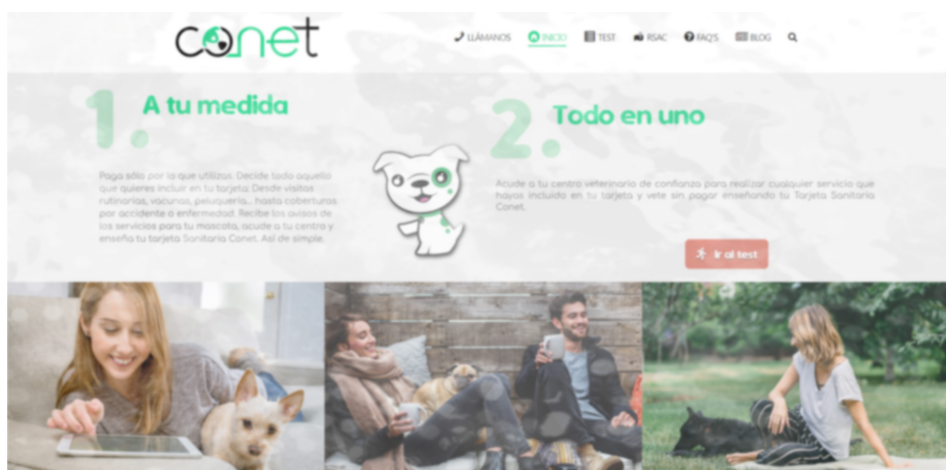 conet
LLÁMANOS INICIO TEST RSAC FAQ'S BLOG
1. A tu medida
Paga sólo por lo que utilizas. Decide todo aquello
que quieres incluir en tu tarjeta: Desde visitas
rutinarias, vacunas, peluquería... hasta coberturas
por accidente o enfermedad. Recibe los avisos de
los servicios para tu mascota, acude a tu centro y
enseña tu tarjeta Sanitaria Conet. Así de simple.
2. Todo en uno
Acude a tu centro veterinario de confianza para realizar cualquier servicio que
hayas incluido en tu tarjeta y vete sin pagar enseñando tu Tarjeta Sanitaria
Conet.
Ir al test